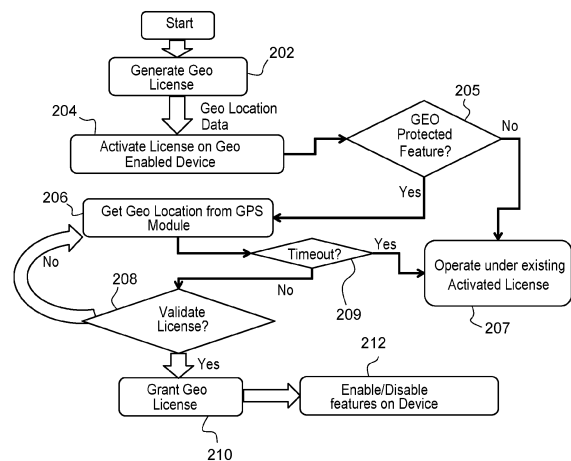 Start
202
Generate Geo
License
Geo Location
Data
204
Activate License on Geo
Enabled Device
205
GEO
Protected
Feature?
No
Yes
206
Get Geo Location from GPS
Module
Timeout?
Yes
No
209
Operate under existing
Activated License
207
No
208
Validate
License?
Yes
Grant Geo
License
210
212
Enable/Disable
features on Device